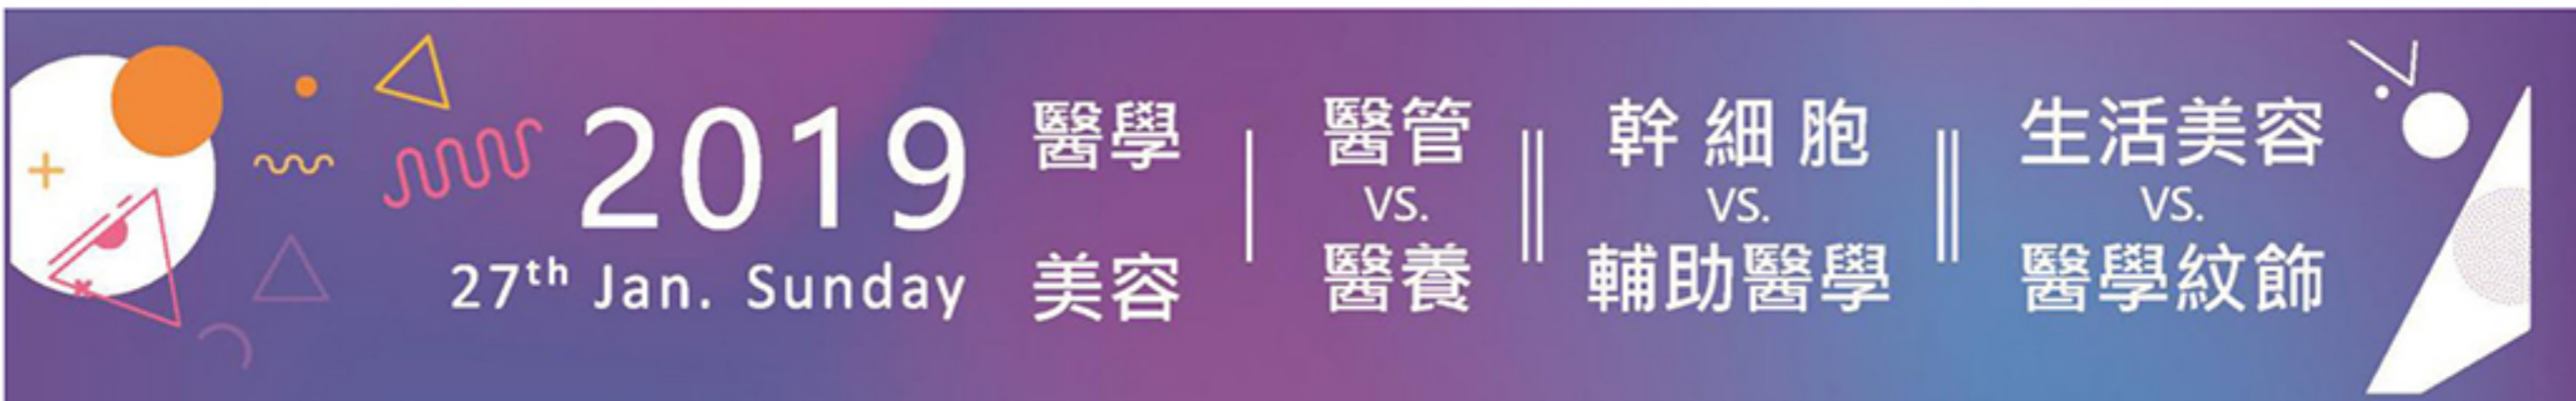 2019
27th Jan. Sunday
醫學
美容
醫管
VS.
醫養
幹細胞
VS.
輔助醫學
生活美容
VS.
醫學紋飾